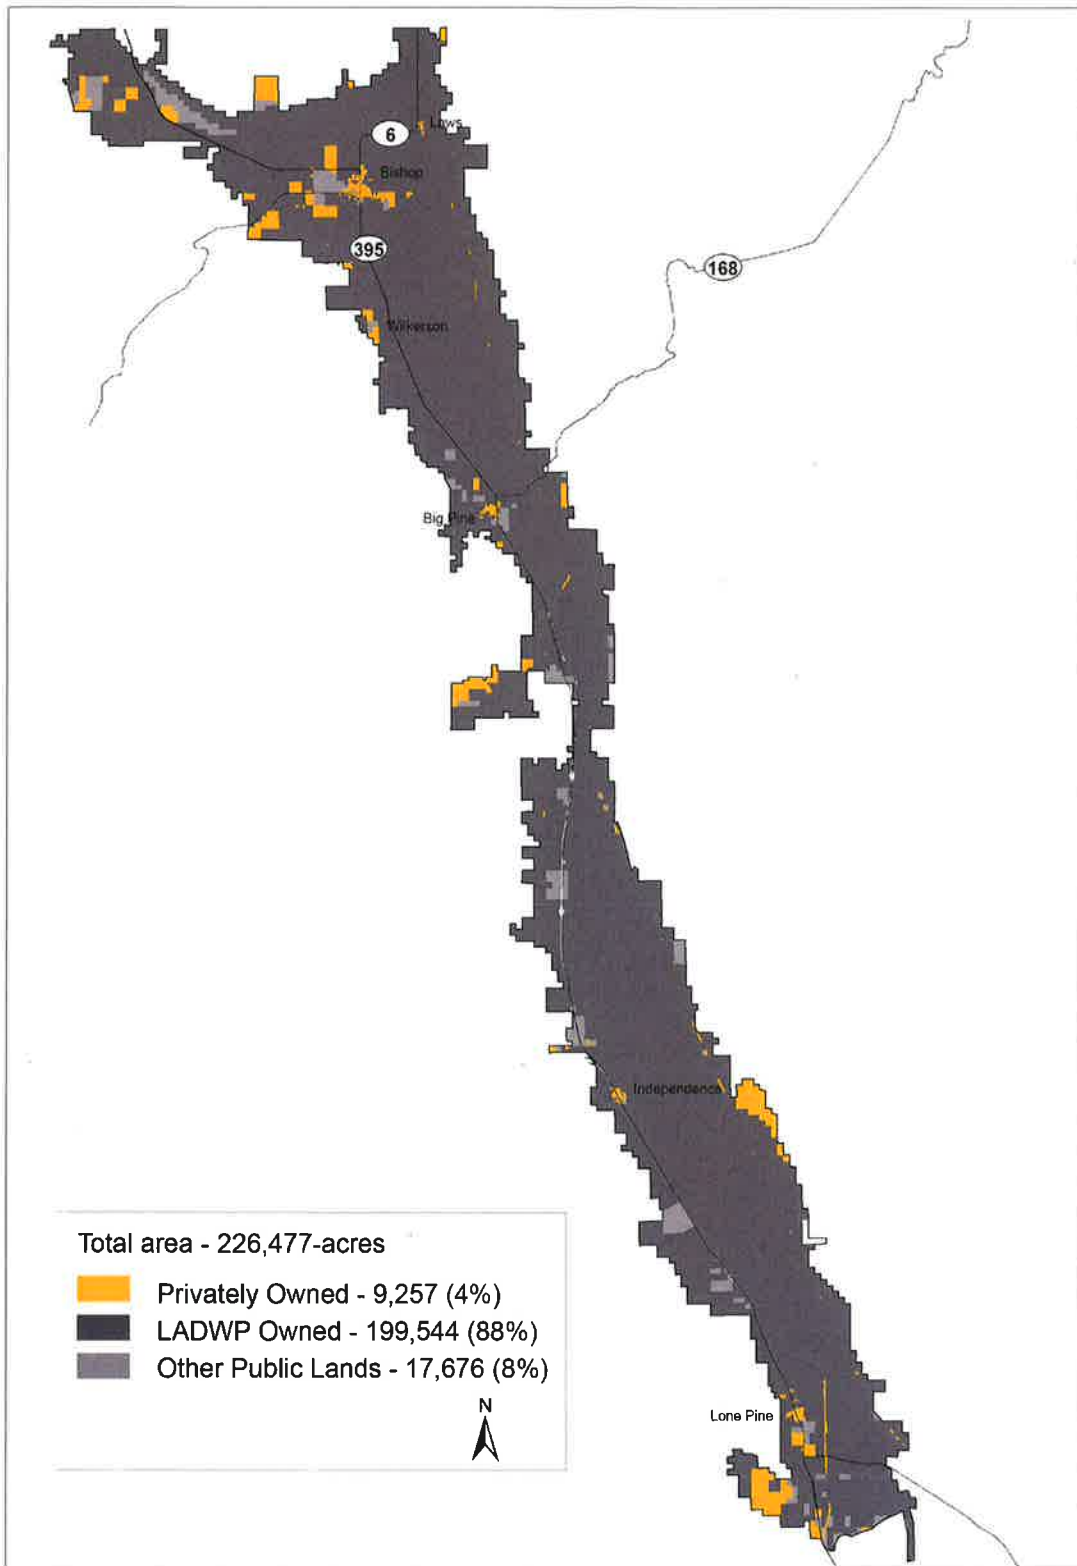 Laws
6
Bishop
395
168
Wilkerson
Big Pine
Independence
Total area - 226,477-acres
Privately Owned - 9,257 (4%)
LADWP Owned - 199,544 (88%)
Other Public Lands - 17,676 (8%)
N
Lone Pine